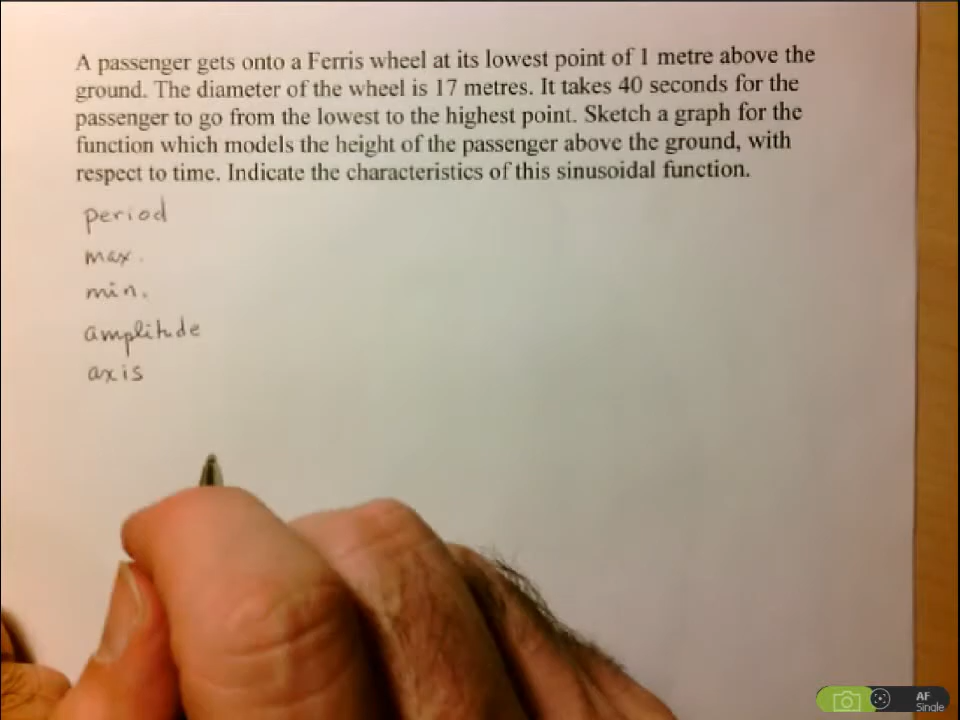 A passenger gets onto a Ferris wheel at its lowest point of 1 metre above the
ground. The diameter of the wheel is 17 metres. It takes 40 seconds for the
passenger to go from the lowest to the highest point. Sketch a graph for the
function which models the height of the passenger above the ground, with
respect to time. Indicate the characteristics of this sinusoidal function.
period
max.
min.
amplitude
axis
AF
Single